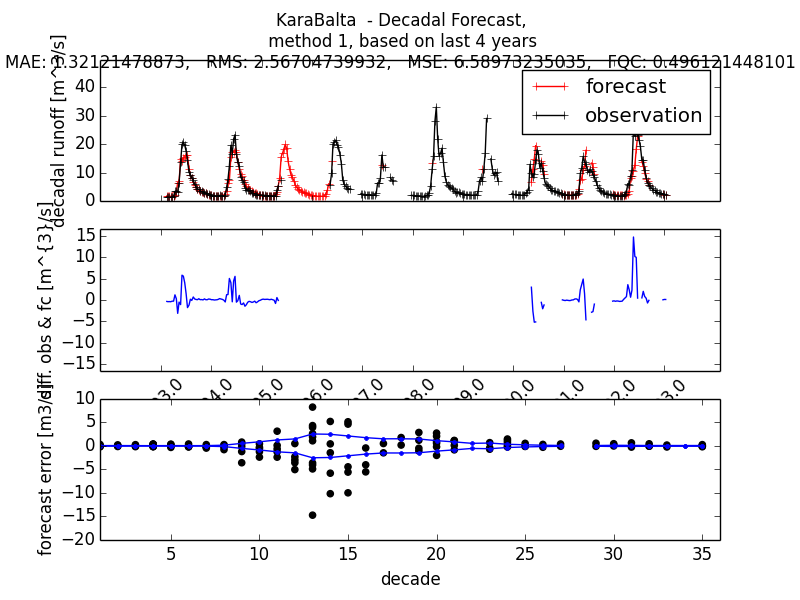 KaraBalta - Decadal Forecast,
method 1, based on last 4 years
RMS: 2.56704739932, MSE: 6.58973235035, FQC: 0.496121448101
decadal runoff [m^3/s]
40
30
20
10
0
forecast
observation
diff. obs & fc [m^{3}/s]
15
10
5
0
−5
−10
−15
forecast error [m3/s]
10
5
0
−5
−10
−15
−20
5 10 15 20 25 30 35
decade